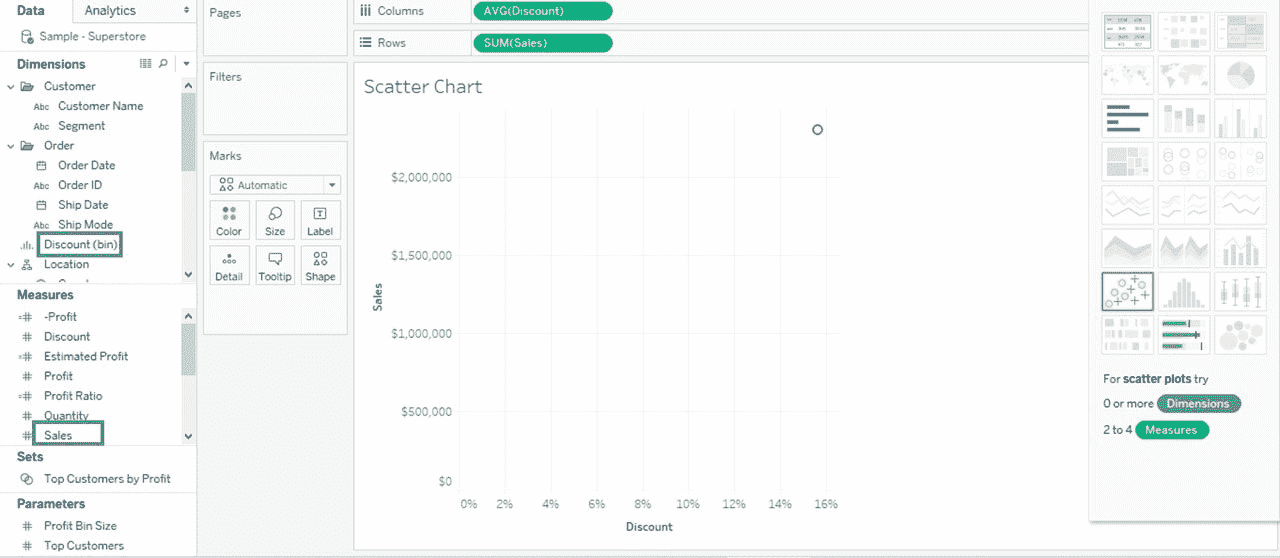 Data
Analytics
Sample - Superstore
Dimensions
Customer
Abc Customer Name
Abc Segment
Order
Order Date
Abc Order ID
Ship Date
Abc Ship Mode
Discount (bin)
Location
Measures
=# -Profit
# Discount
=# Estimated Profit
# Profit
=# Profit Ratio
# Quantity
# Sales
Sets
Top Customers by Profit
Parameters
# Profit Bin Size
# Top Customers
Pages
Filters
Marks
Automatic
Color Size Label
Detail Tooltip Shape
Columns AVG(Discount)
Rows SUM(Sales)
Scatter Chart
$2,000,000
$1,500,000
$1,000,000
$500,000
$0
Sales
0% 2% 4% 6% 8% 10% 12% 14% 16%
Discount
For scatter plots try
0 or more Dimensions
2 to 4 Measures